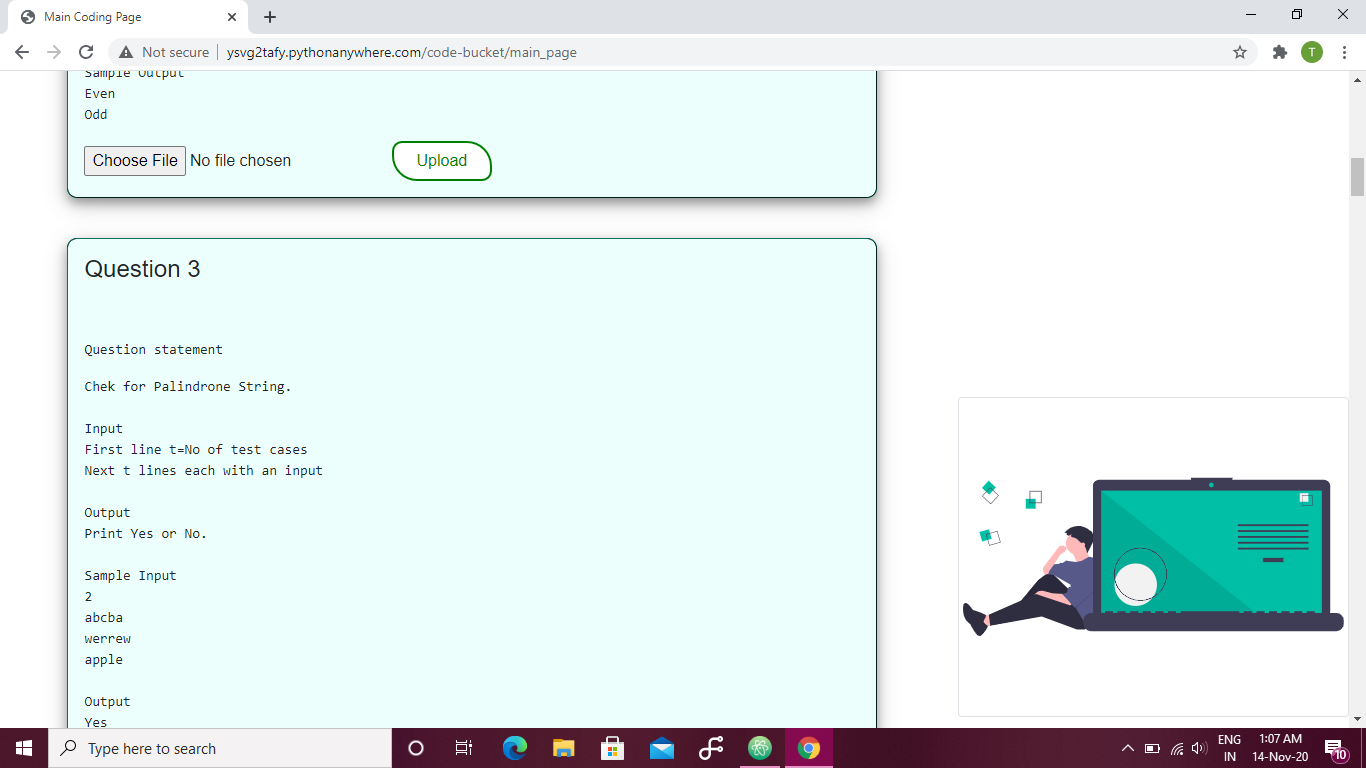 Main Coding Page
Not secure
ysvg2tafy.pythonanywhere.com/code-bucket/main_page
T
Sample Output
Even
Odd
Choose File No file chosen
Upload
Question 3
Question statement
Chek for Palindrone String.
Input
First line t=No of test cases
Next t lines each with an input
Output
Print Yes or No.
Sample Input
2
abcba
werrew
apple
Output
Yes
Type here to search
ENG
IN
1:07 AM
14-Nov-20
10